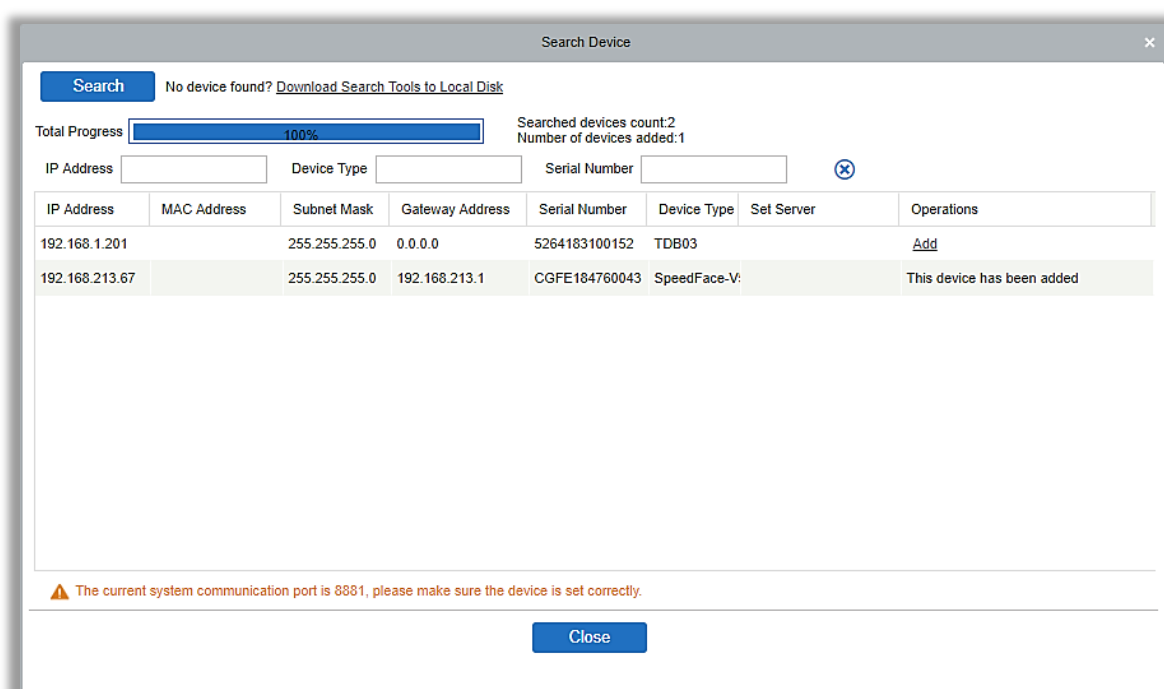 Search Device
Search No device found? Download Search Tools to Local Disk
Total Progress 100% Searched devices count:2
Number of devices added:1
IP Address Device Type Serial Number
IP Address MAC Address Subnet Mask Gateway Address Serial Number Device Type Set Server Operations
192.168.1.201 255.255.255.0 0.0.0.0 5264183100152 TDB03 Add
192.168.213.67 255.255.255.0 192.168.213.1 CGFE184760043 SpeedFace-V This device has been added
The current system communication port is 8881, please make sure the device is set correctly.
Close